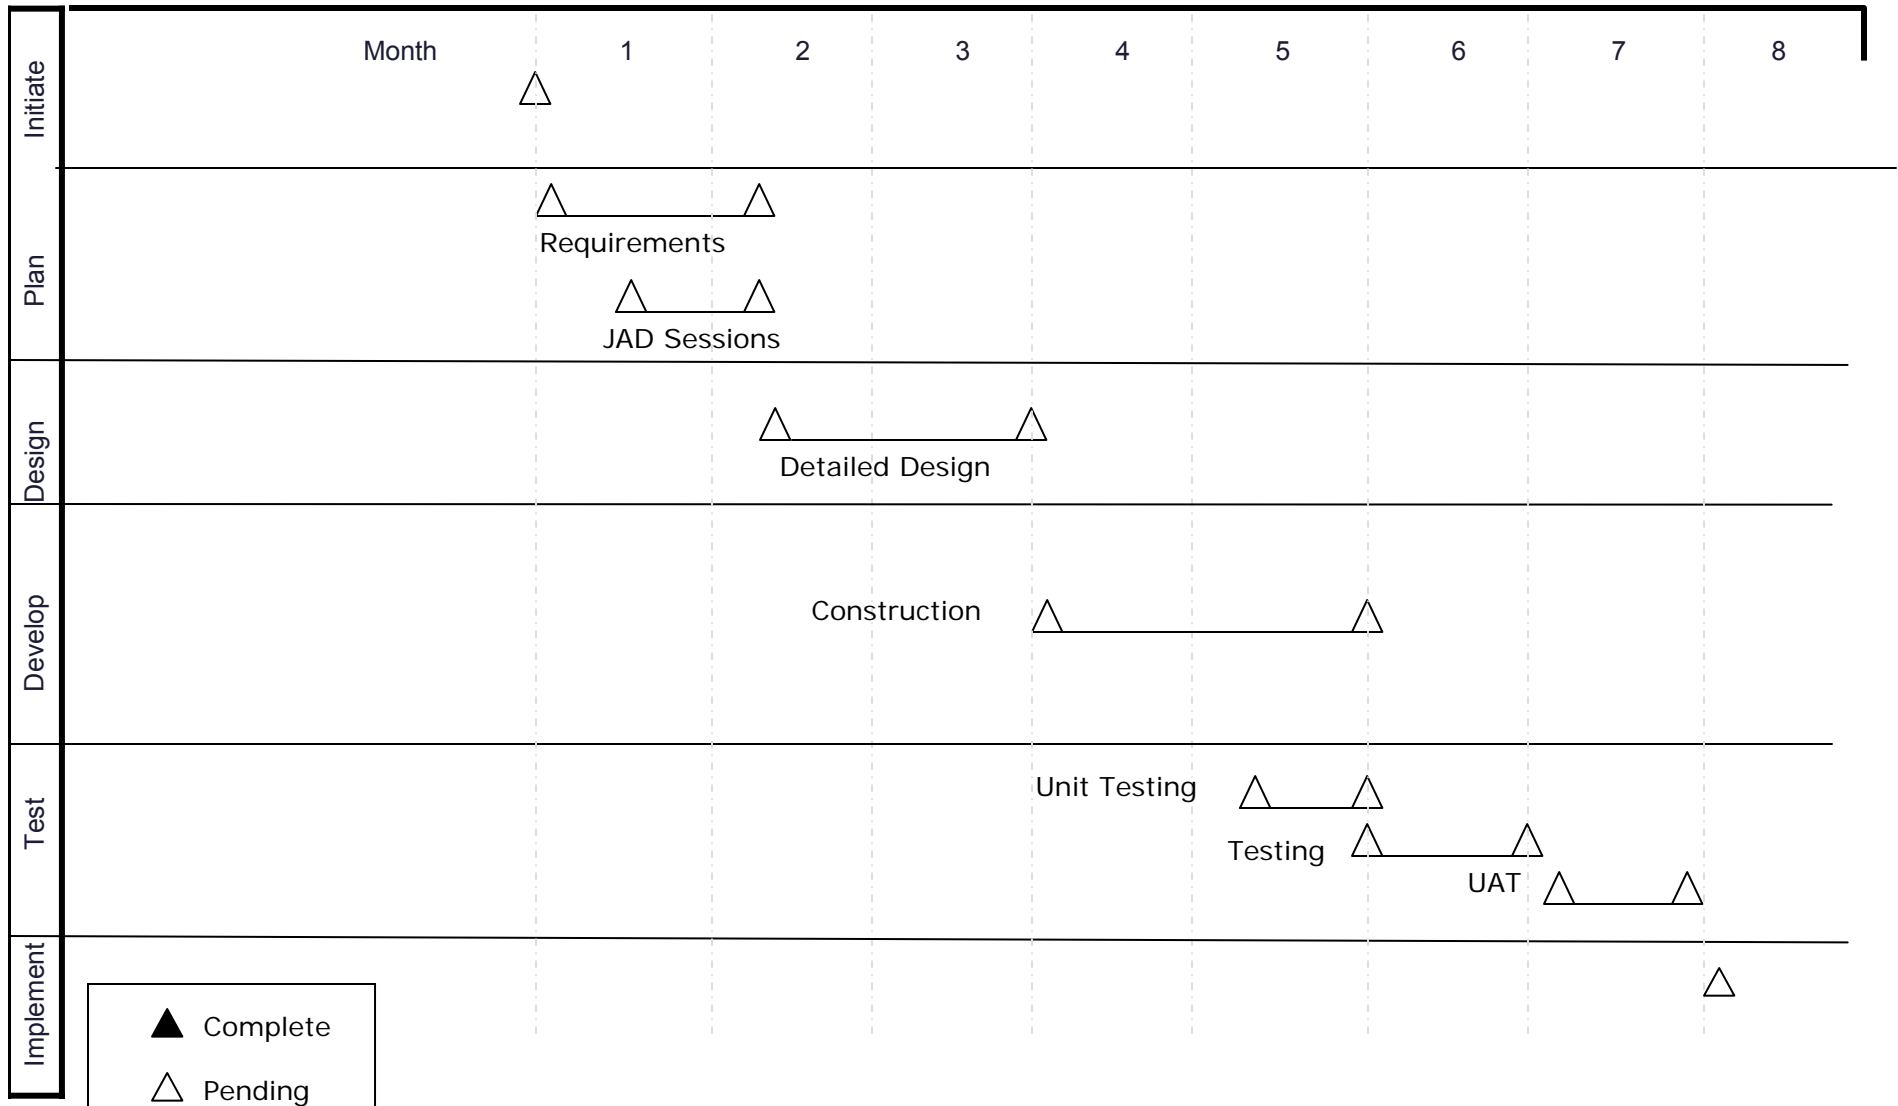 Month 1 2 3 4 5 6 7 8
Initiate
Plan
Requirements
JAD Sessions
Design
Detailed Design
Develop
Construction
Test
Unit Testing
Testing
UAT
Implement
Complete
Pending